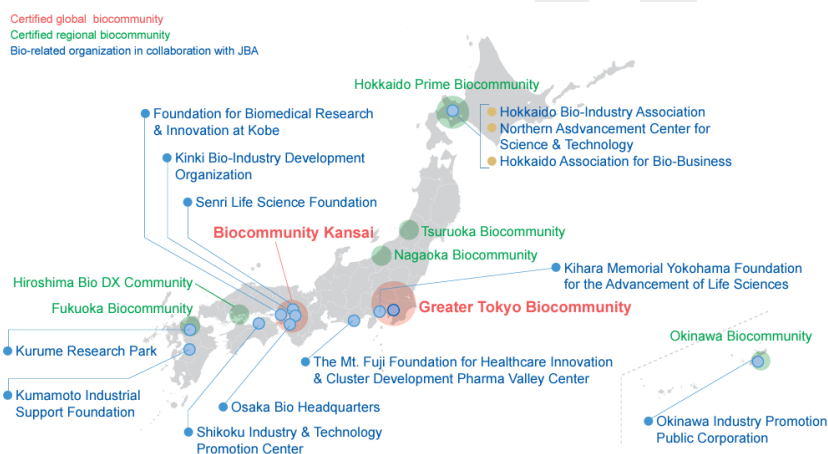 Certified global biocommunity
Certified regional biocommunity
Bio-related organization in collaboration with JBA
Hokkaido Prime Biocommunity
Foundation for Biomedical Research
& Innovation at Kobe
Hokkaido Bio-Industry Association
Northern Asdvancement Center for
Science & Technology
Hokkaido Association for Bio-Business
Kinki Bio-Industry Development
Organization
Senri Life Science Foundation
Biocommunity Kansai
Tsuruoka Biocommunity
Nagaoka Biocommunity
Kihara Memorial Yokohama Foundation
for the Advancement of Life Sciences
Hiroshima Bio DX Community
Fukuoka Biocommunity
Greater Tokyo Biocommunity
Okinawa Biocommunity
Kurume Research Park
The Mt. Fuji Foundation for Healthcare Innovation
& Cluster Development Pharma Valley Center
Kumamoto Industrial
Support Foundation
Osaka Bio Headquarters
Shikoku Industry & Technology
Promotion Center
Okinawa Industry Promotion
Public Corporation